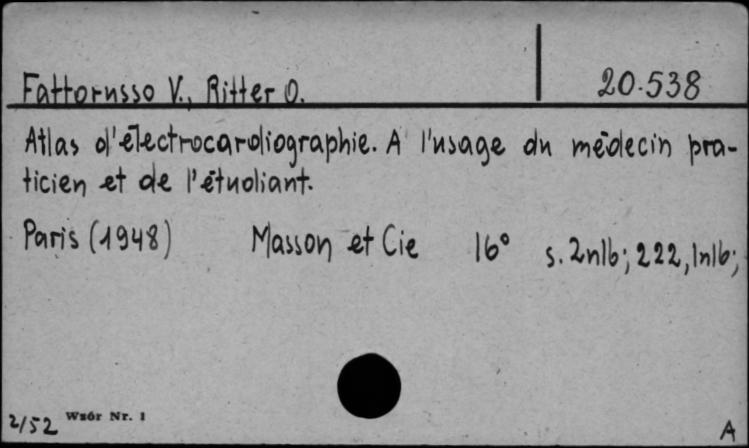 Fattorusso V., Ritter O.
20.538
Atlas d'électrocardiographie. A l'usage du médecin pra-
ticien et de l'étudiant.
Paris (1948) Masson et Cie 16° s. 2nlb; 222, 1nlb;
2/52 Wzór Nr. 1
A